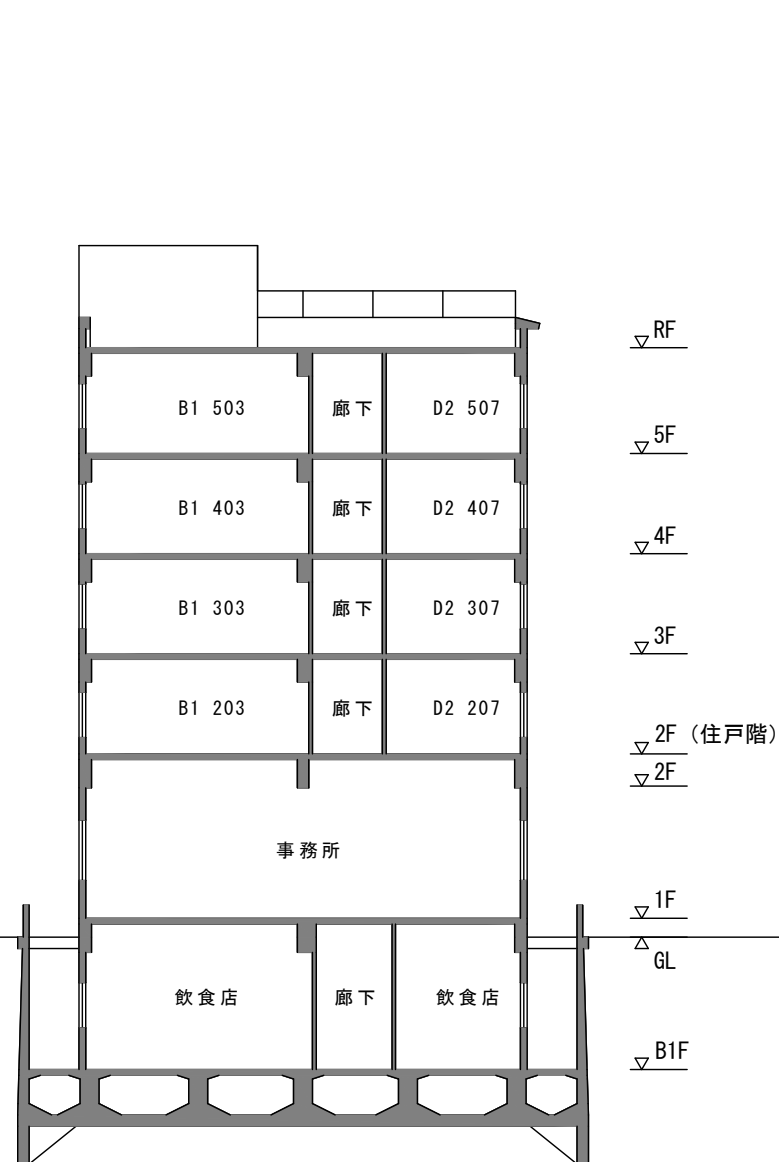 RF
B1 503 廊下 D2 507
5F
B1 403 廊下 D2 407
4F
B1 303 廊下 D2 307
3F
B1 203 廊下 D2 207
2F (住戸階)
2F
事務所
1F
GL
飲食店 廊下 飲食店
B1F